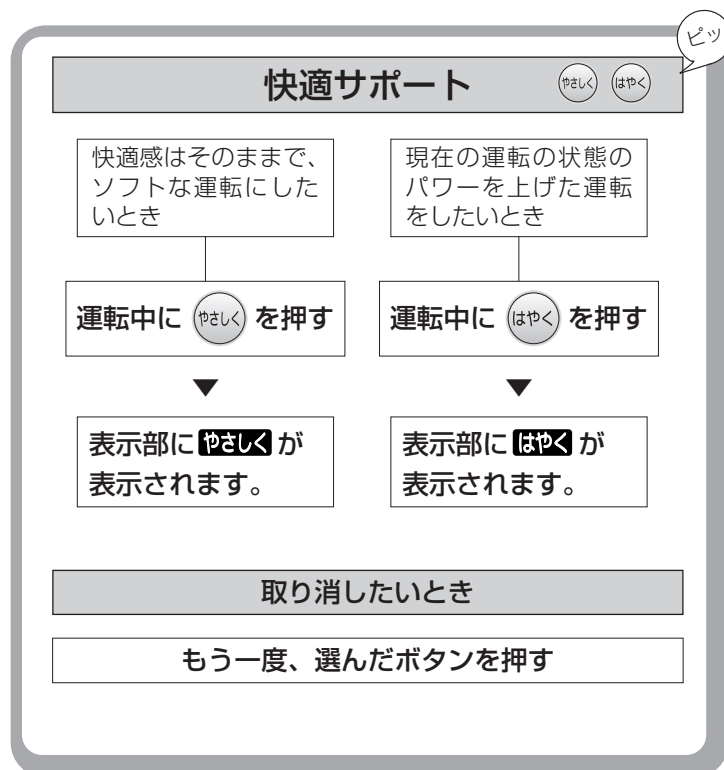 ピッ
快適サポート やさしく はやく
快適感はそのままで、
ソフトな運転にした
いとき
運転中に やさしく を押す
表示部に やさしく が
表示されます。
現在の運転の状態の
パワーを上げた運転
をしたいとき
運転中に はやく を押す
表示部に はやく が
表示されます。
取り消したいとき
もう一度、選んだボタンを押す